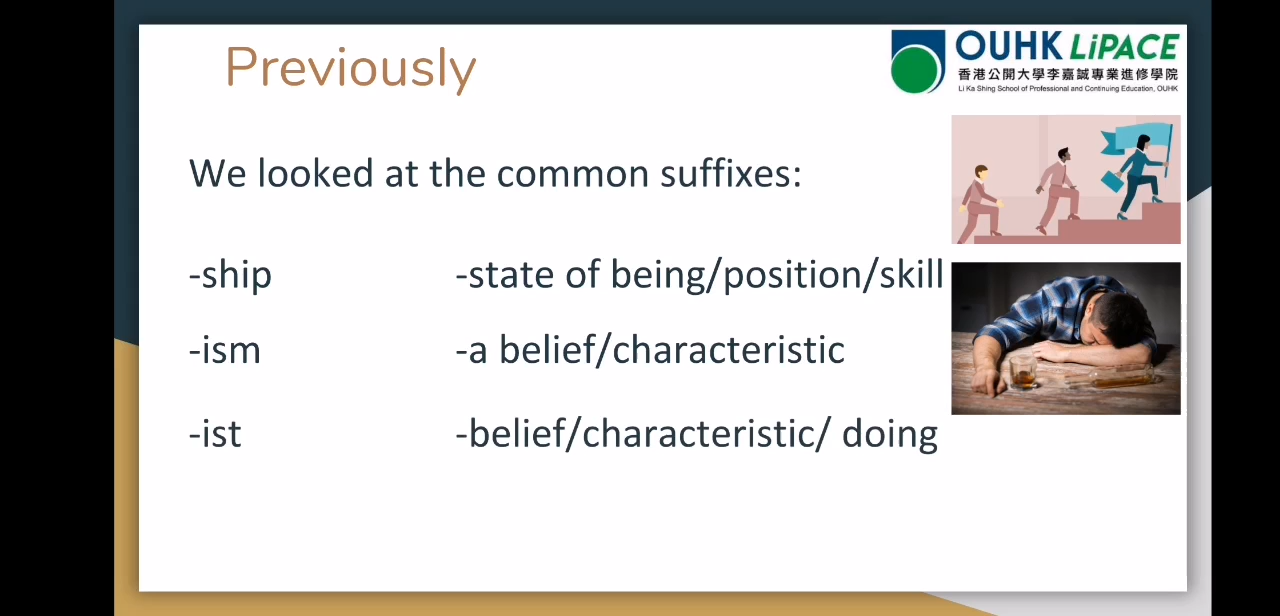 Previously
OUHK LiPACE
香港公開大學李嘉誠專業進修學院
Li Ka Shing School of Professional and Continuing Education, OUHK
We looked at the common suffixes:
-ship -state of being/position/skill
-ism -a belief/characteristic
-ist -belief/characteristic/ doing